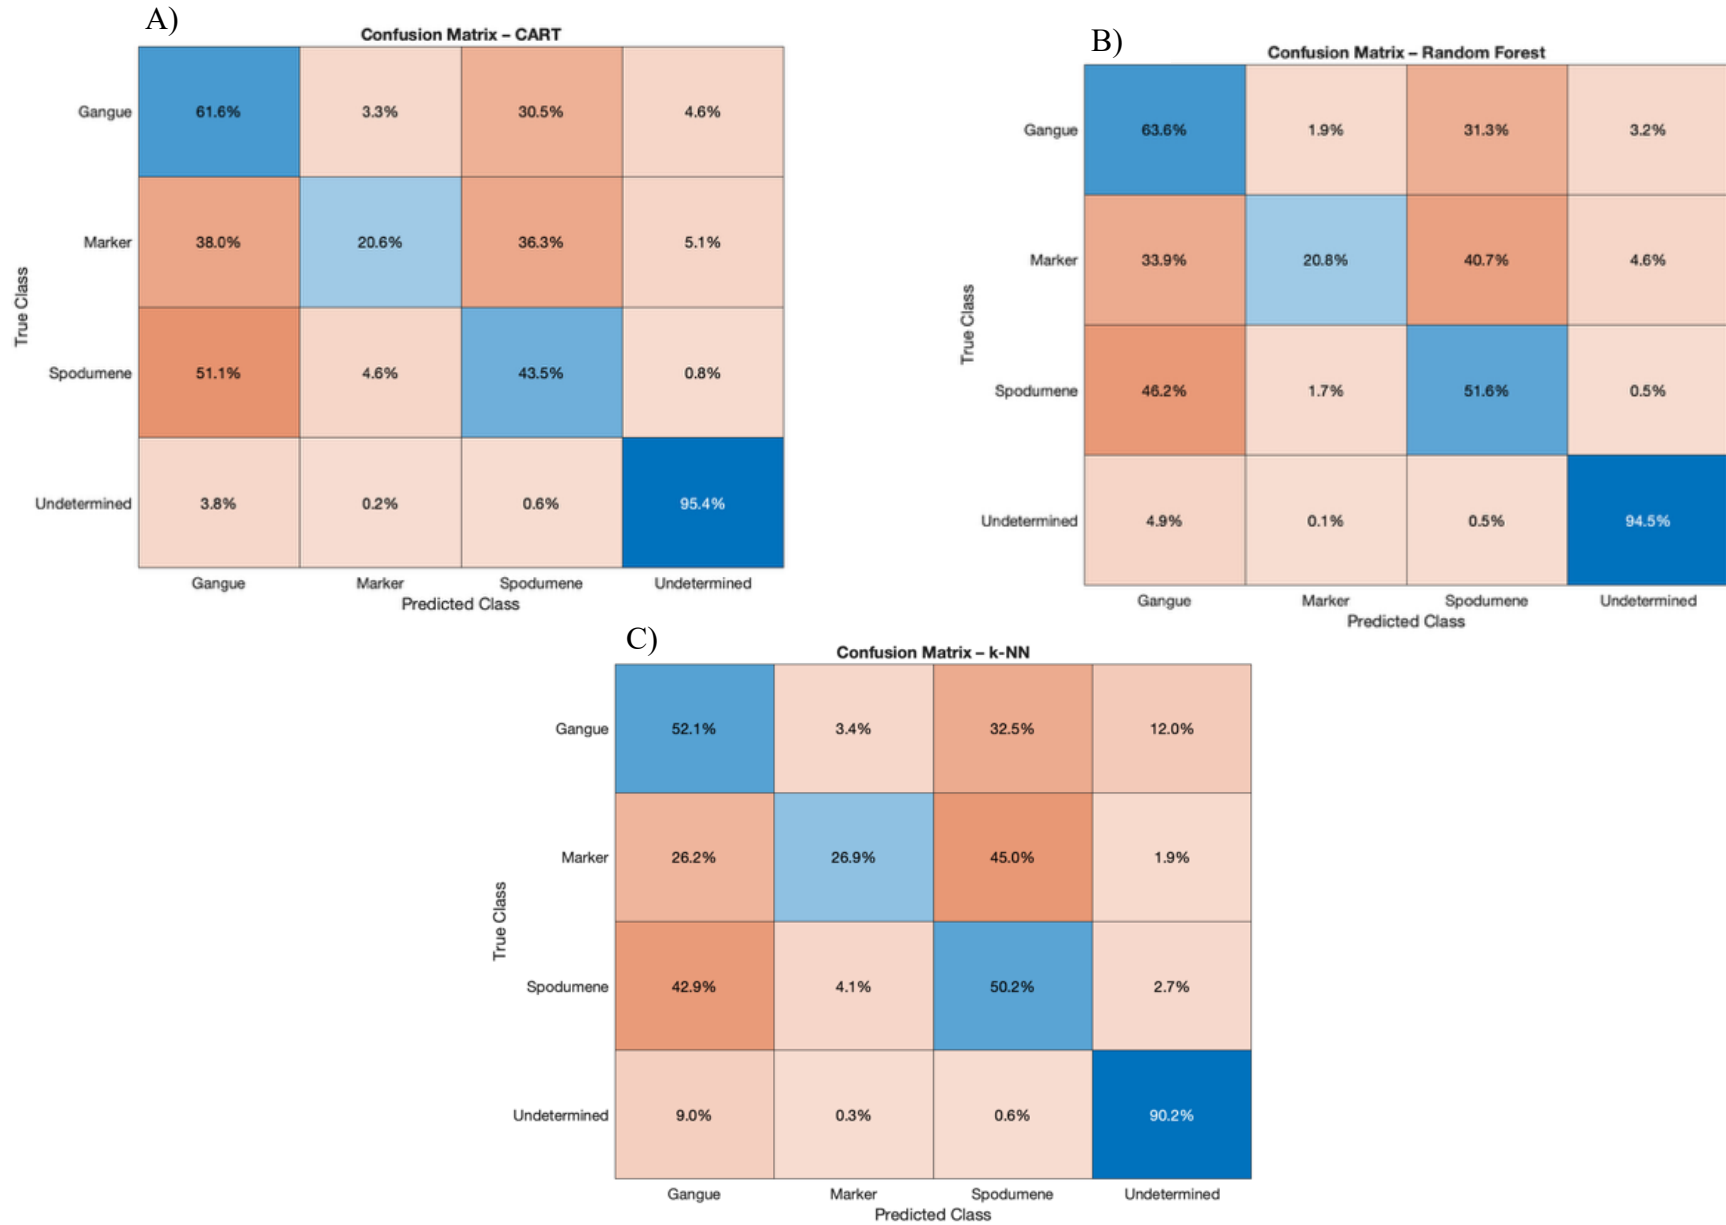 A)
Confusion Matrix – CART
Gangue 61.6% 3.3% 30.5% 4.6%
Marker 38.0% 20.6% 36.3% 5.1%
Spodumene 51.1% 4.6% 43.5% 0.8%
Undetermined 3.8% 0.2% 0.6% 95.4%
True Class
Gangue Marker Spodumene Undetermined
Predicted Class
B)
Confusion Matrix – Random Forest
Gangue 63.6% 1.9% 31.3% 3.2%
Marker 33.9% 20.8% 40.7% 4.6%
Spodumene 46.2% 1.7% 51.6% 0.5%
Undetermined 4.9% 0.1% 0.5% 94.5%
True Class
Gangue Marker Spodumene Undetermined
Predicted Class
C)
Confusion Matrix – k-NN
Gangue 52.1% 3.4% 32.5% 12.0%
Marker 26.2% 26.9% 45.0% 1.9%
Spodumene 42.9% 4.1% 50.2% 2.7%
Undetermined 9.0% 0.3% 0.6% 90.2%
True Class
Gangue Marker Spodumene Undetermined
Predicted Class